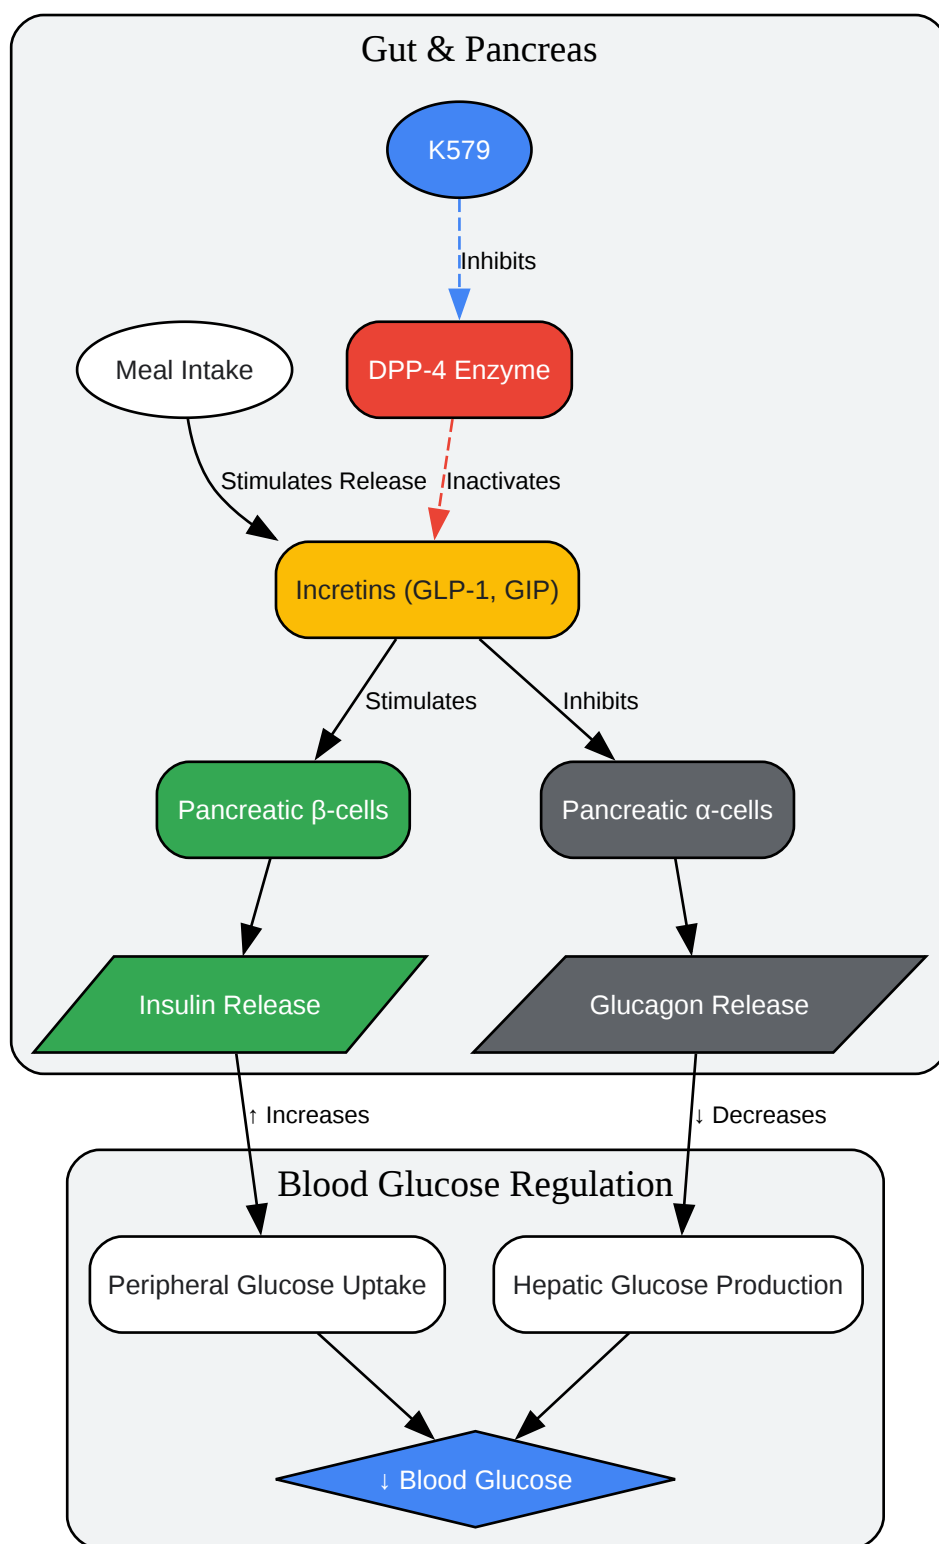 Gut & Pancreas
K579
Inhibits
Meal Intake
DPP-4 Enzyme
Stimulates Release
Inactivates
Incretins (GLP-1, GIP)
Stimulates
Inhibits
Pancreatic β-cells
Pancreatic α-cells
Insulin Release
Glucagon Release
↑ Increases
↓ Decreases
Blood Glucose Regulation
Peripheral Glucose Uptake
Hepatic Glucose Production
↓ Blood Glucose